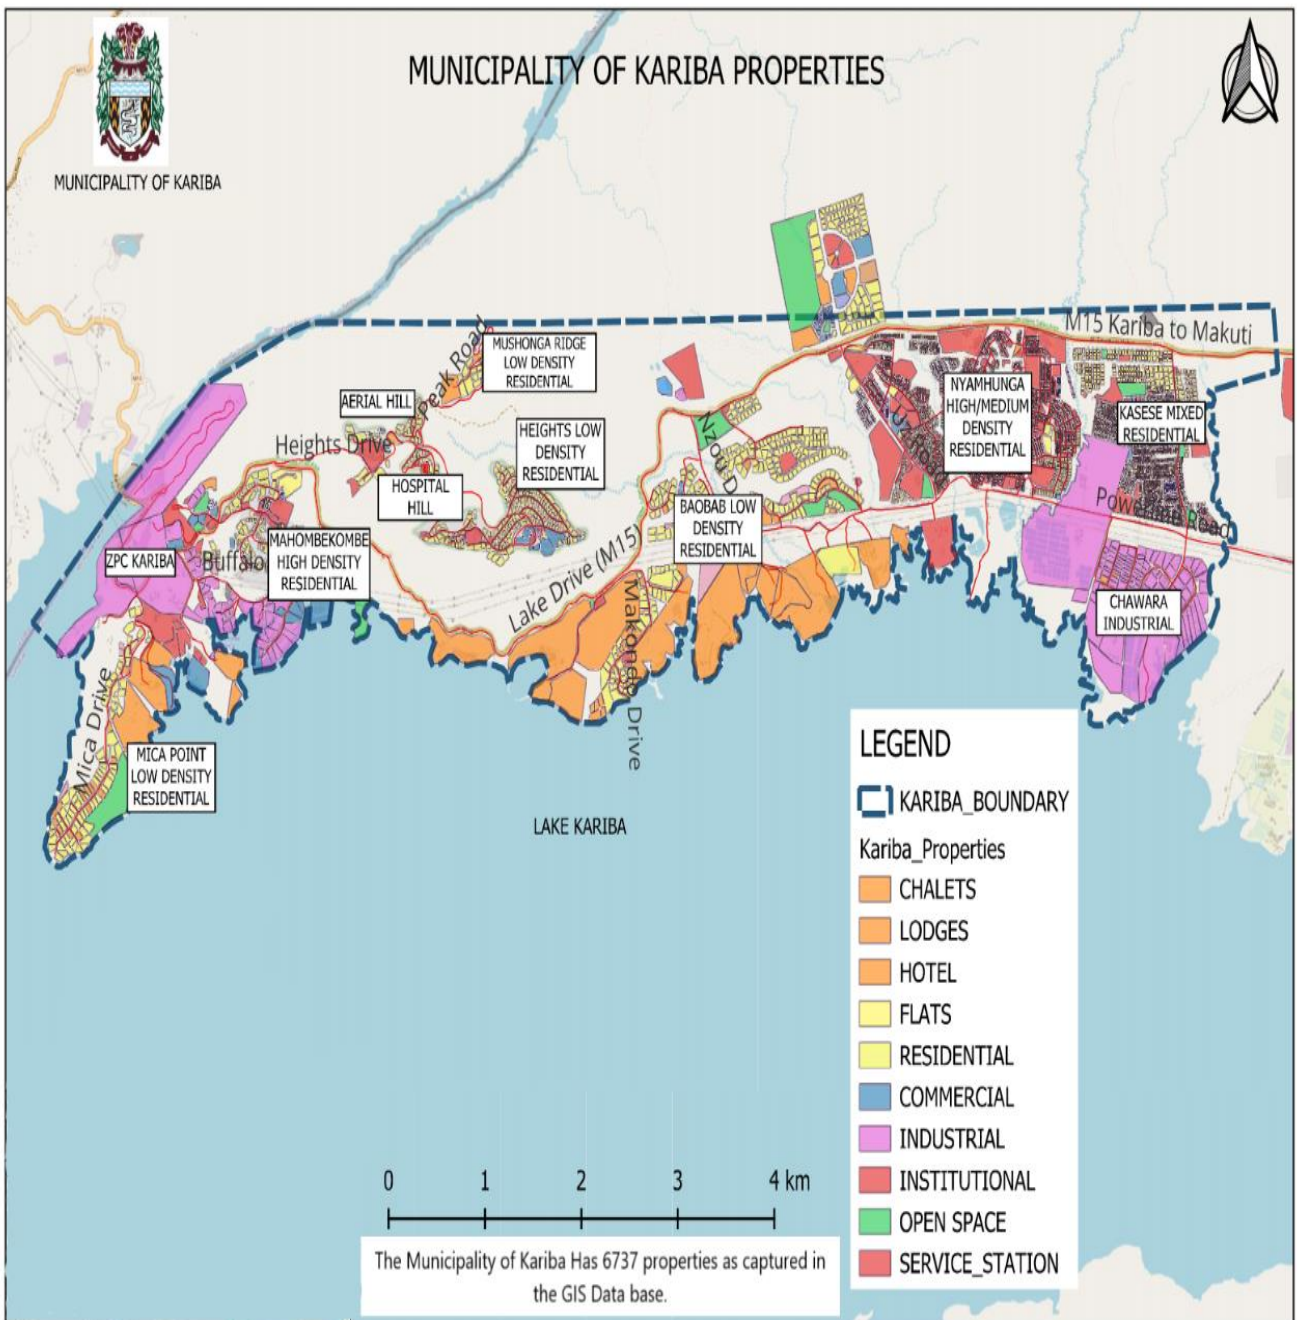 MUNICIPALITY OF KARIBA PROPERTIES
MUNICIPALITY OF KARIBA
M15 Kariba to Makuti
Peak Road
MUSHONGA RIDGE
LOW DENSITY
RESIDENTIAL
AERIAL HILL
Heights Drive
HEIGHTS LOW
DENSITY
RESIDENTIAL
HOSPITAL
HILL
NYAMHUNGA
HIGH/MEDIUM
DENSITY
RESIDENTIAL
KASESE MIXED
RESIDENTIAL
BAOBAB LOW
DENSITY
RESIDENTIAL
Road
ZPC KARIBA
Buffalo
MAHOMBEKOMBE
HIGH DENSITY
RESIDENTIAL
Lake Drive (M15)
Makondo Drive
CHAWARA
INDUSTRIAL
Mica Drive
MICA POINT
LOW DENSITY
RESIDENTIAL
LAKE KARIBA
LEGEND
KARIBA_BOUNDARY
Kariba_Properties
CHALETS
LODGES
HOTEL
FLATS
RESIDENTIAL
COMMERCIAL
INDUSTRIAL
INSTITUTIONAL
OPEN SPACE
SERVICE_STATION
0 1 2 3 4 km
The Municipality of Kariba Has 6737 properties as captured in
the GIS Data base.